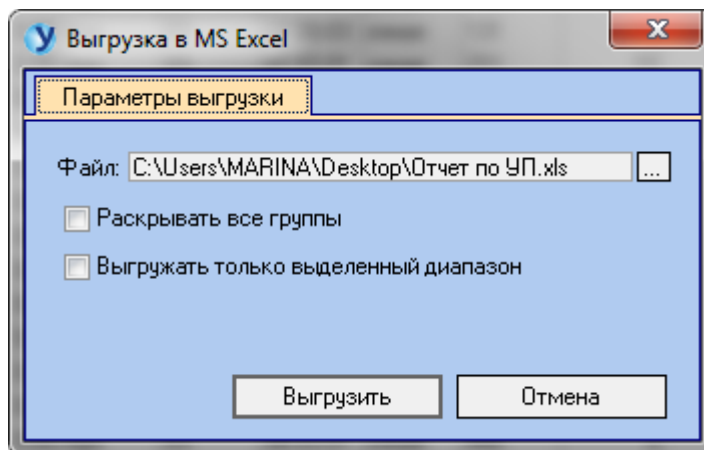 Выгрузка в MS Excel
Параметры выгрузки
Файл: C:\Users\MARINA\Desktop\Отчет по УП.xls ...
Раскрывать все группы
Выгружать только выделенный диапазон
Выгрузить Отмена